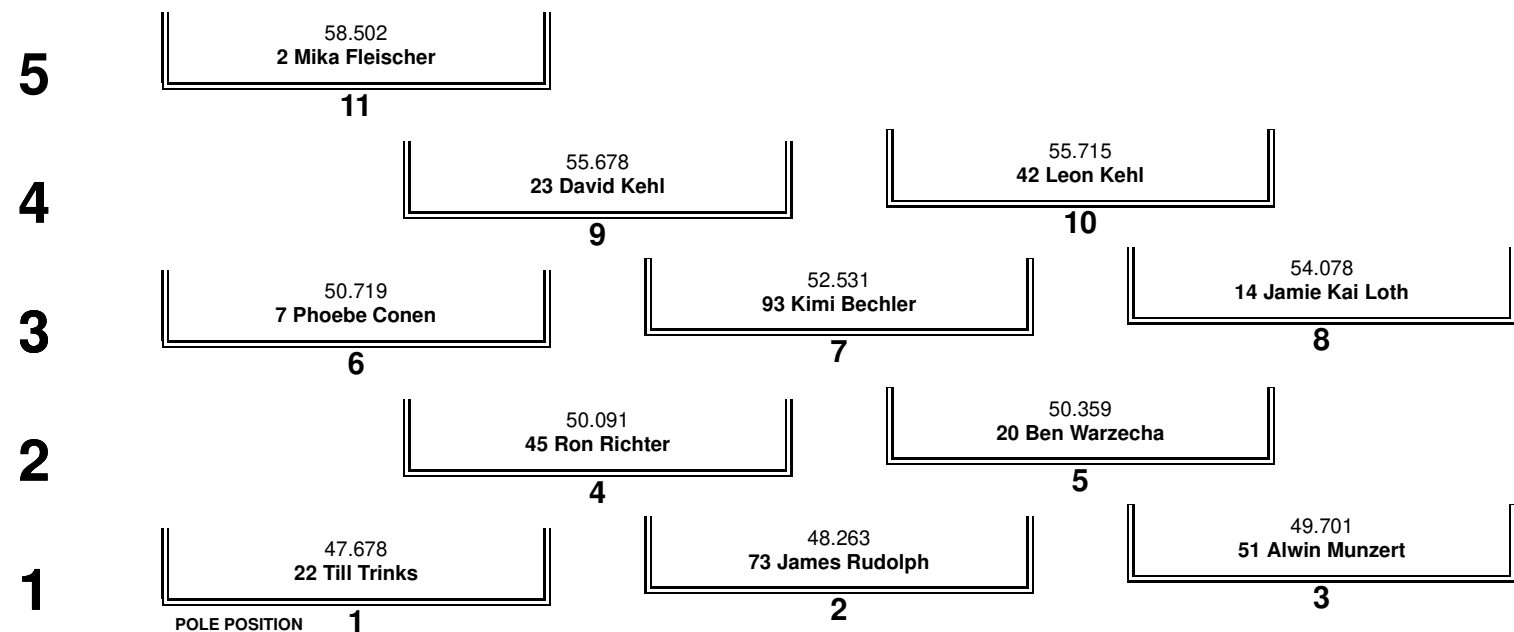 5
58.502
2 Mika Fleischer
11
4
55.678
23 David Kehl
9
55.715
42 Leon Kehl
10
3
50.719
7 Phoebe Conen
6
52.531
93 Kimi Bechler
7
54.078
14 Jamie Kai Loth
8
2
50.091
45 Ron Richter
4
50.359
20 Ben Warzecha
5
1
47.678
22 Till Trinks
POLE POSITION 1
48.263
73 James Rudolph
2
49.701
51 Alwin Munzert
3